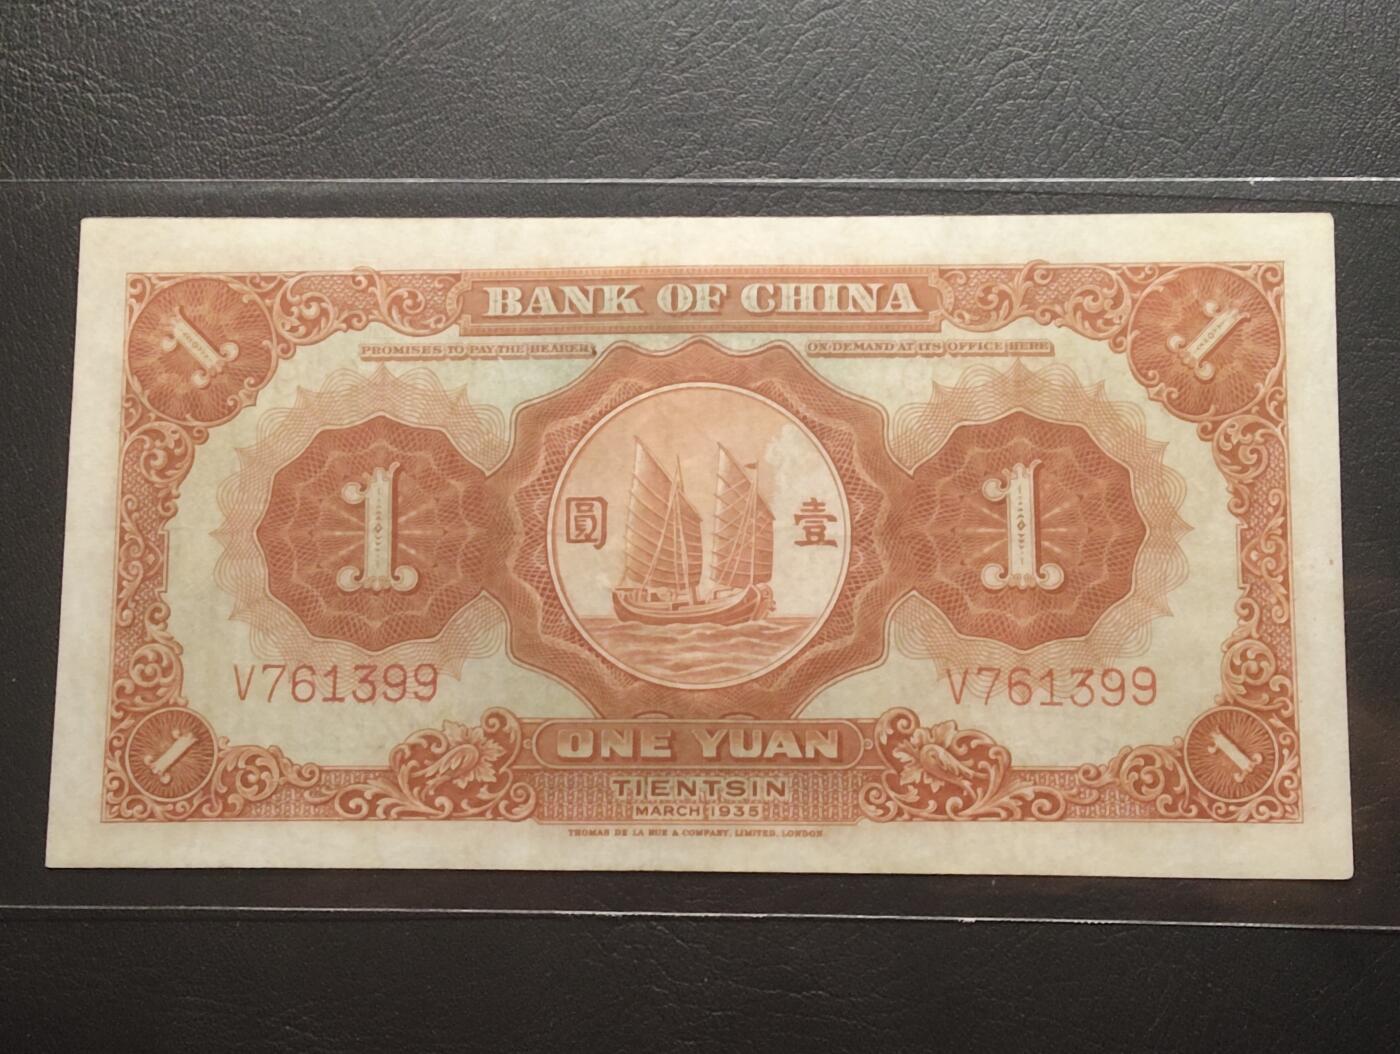 BANK OF CHINA
PROMISES TO PAY THE BEARER ON DEMAND AT ITS OFFICE HERE
1 1
1 1
圓 壹
V761399 V761399
1 1
ONE YUAN
TIENTSIN
MARCH 1935
THOMAS DE LA RUE & COMPANY, LIMITED, LONDON.